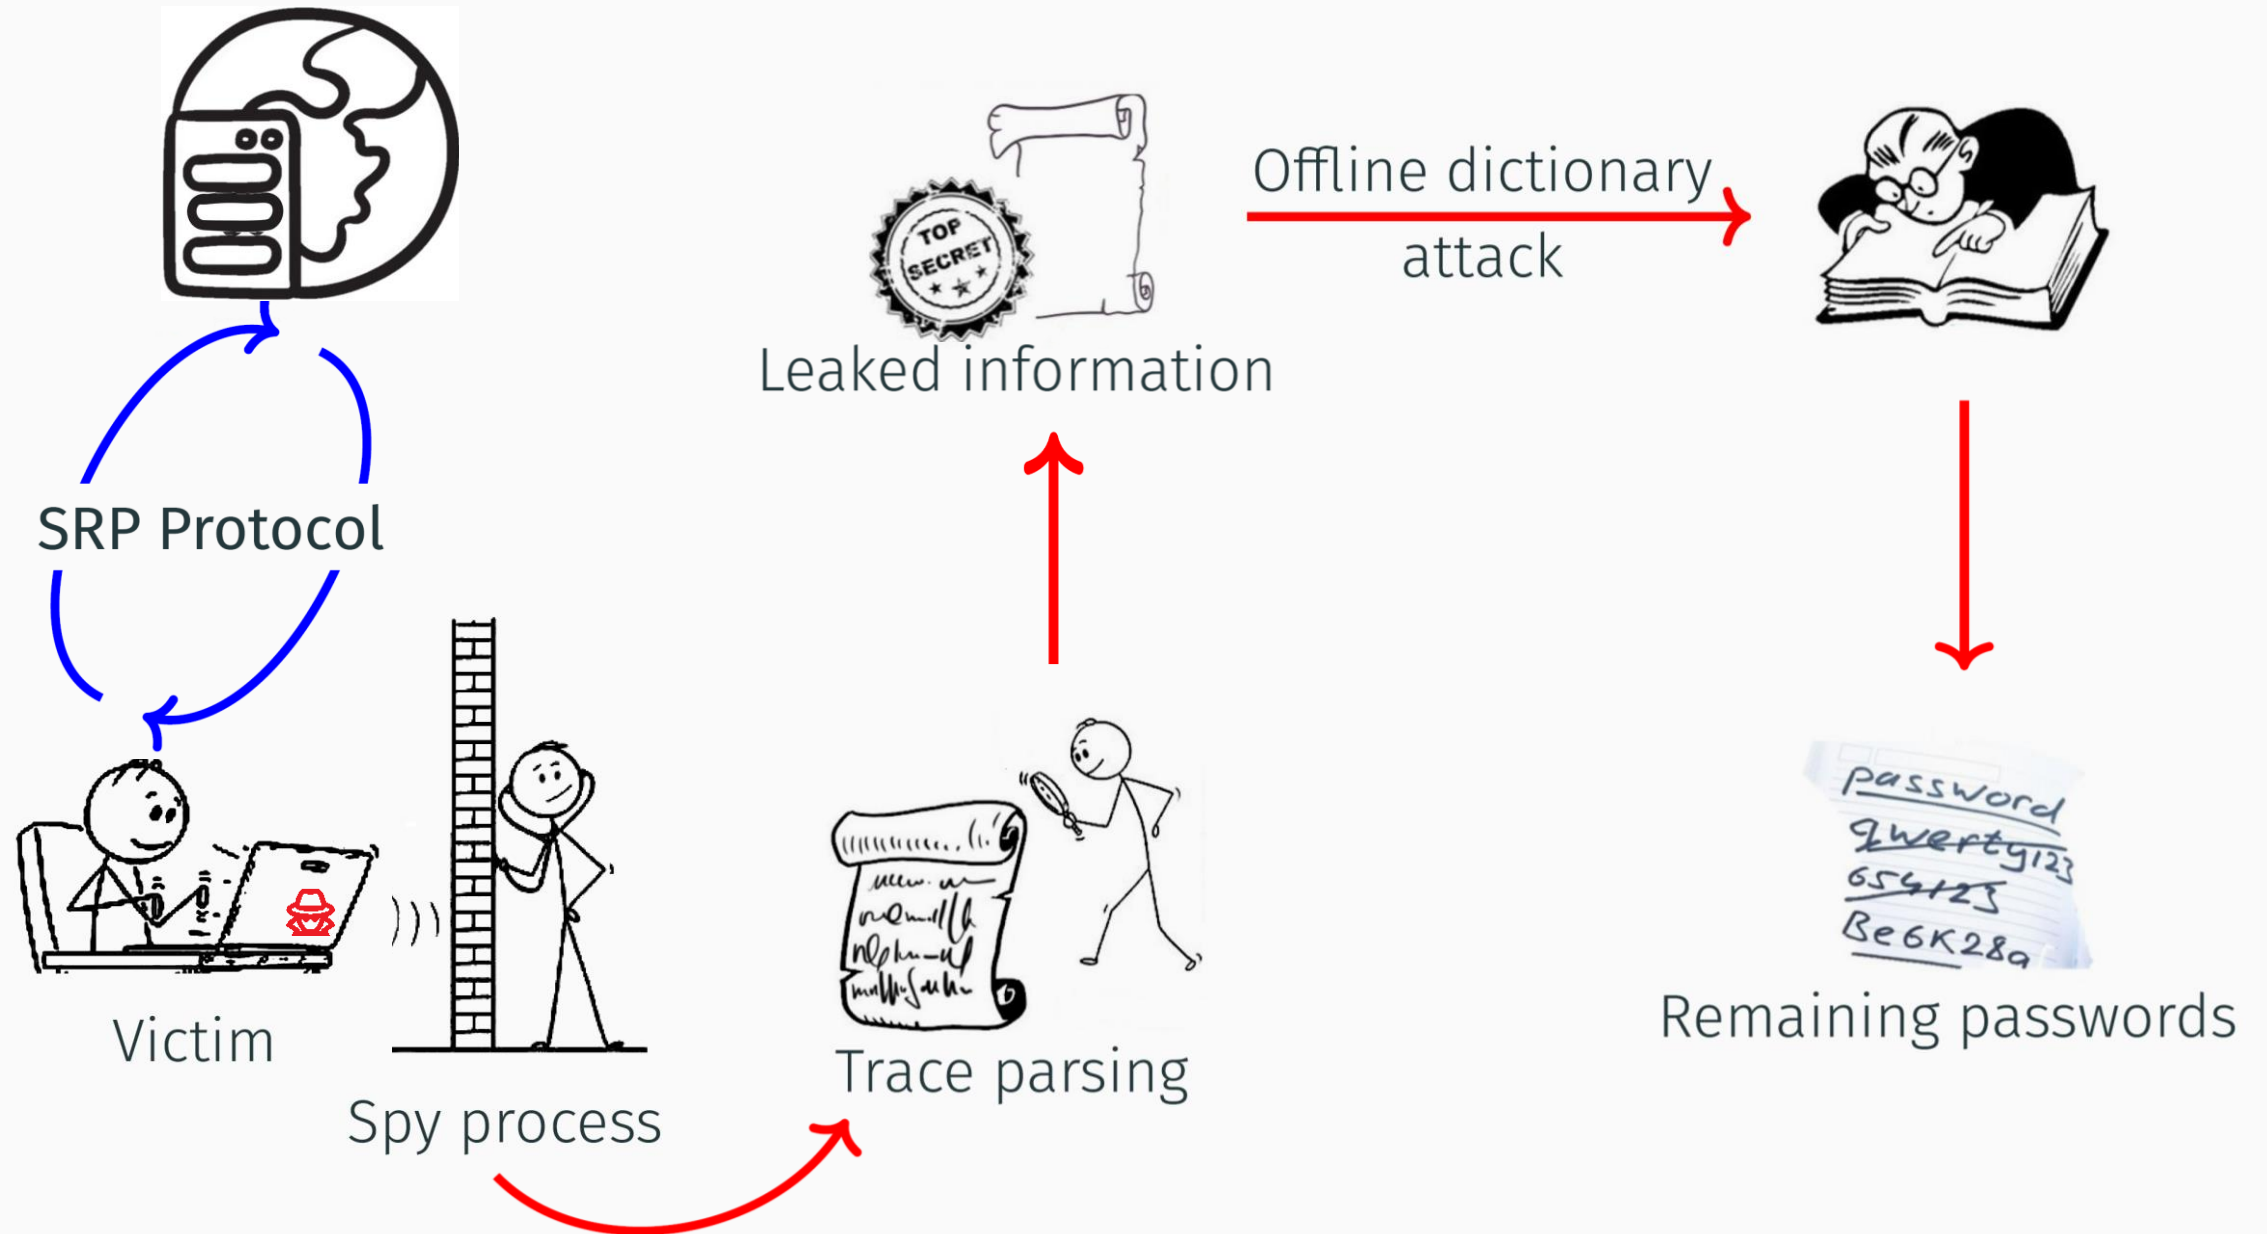 TOP
SECRET
Offline dictionary
attack
Leaked information
SRP Protocol
password
qwerty123
654123
Be6K28a
Remaining passwords
Victim
Trace parsing
Spy process